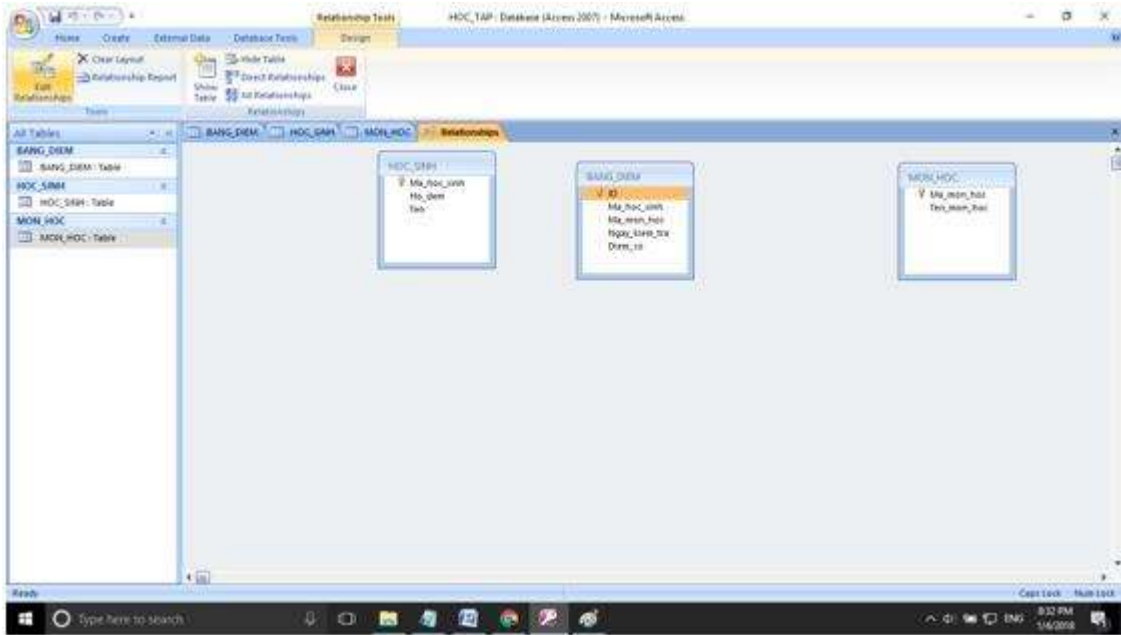 Relationship Tools
HOC_TAP : Database (Access 2007) - Microsoft Access
Home Create External Data Database Tools Design
Edit Relationships
Clear Layout
Relationship Report
Tools
Show Table
Hide Table
Direct Relationships
All Relationships
Close
Relationships
All Tables
BANG_DIEM HOC_SINH MON_HOC Relationships
BANG_DIEM
BANG_DIEM : Table
HOC_SINH
HOC_SINH : Table
MON_HOC
MON_HOC : Table
HOC_SINH
Ma_hoc_sinh
Ho_dem
Ten
BANG_DIEM
ID
Ma_hoc_sinh
Ma_mon_hoc
Ngay_kiem_tra
Diem_so
MON_HOC
Ma_mon_hoc
Ten_mon_hoc
Ready
Caps Lock Num Lock
Type here to search
ENG
8:32 PM
5/6/2018